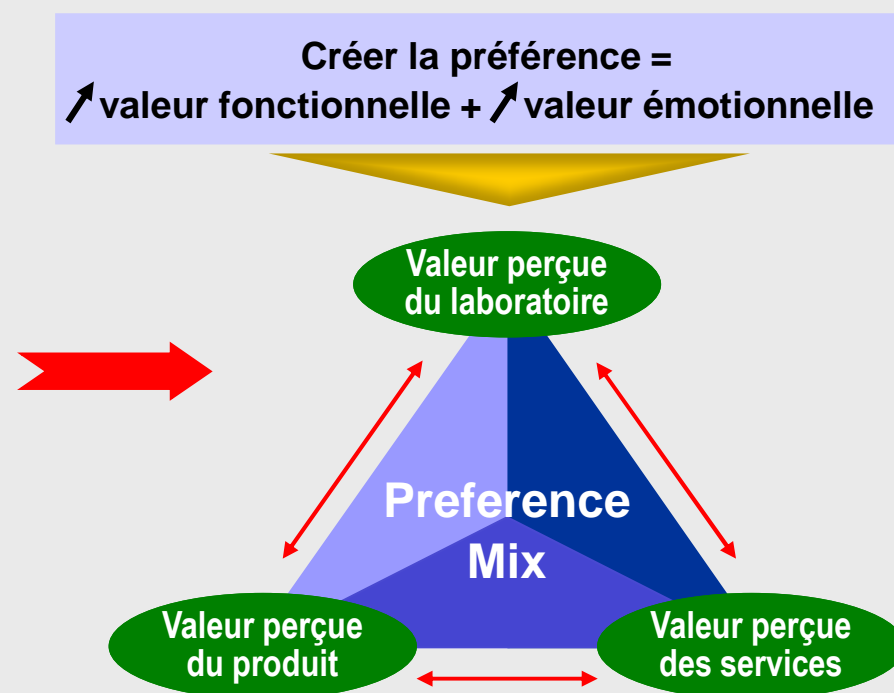 Créer la préférence =
valeur fonctionnelle + valeur émotionnelle
Valeur perçue
du laboratoire
Preference
Mix
Valeur perçue
du produit
Valeur perçue
des services